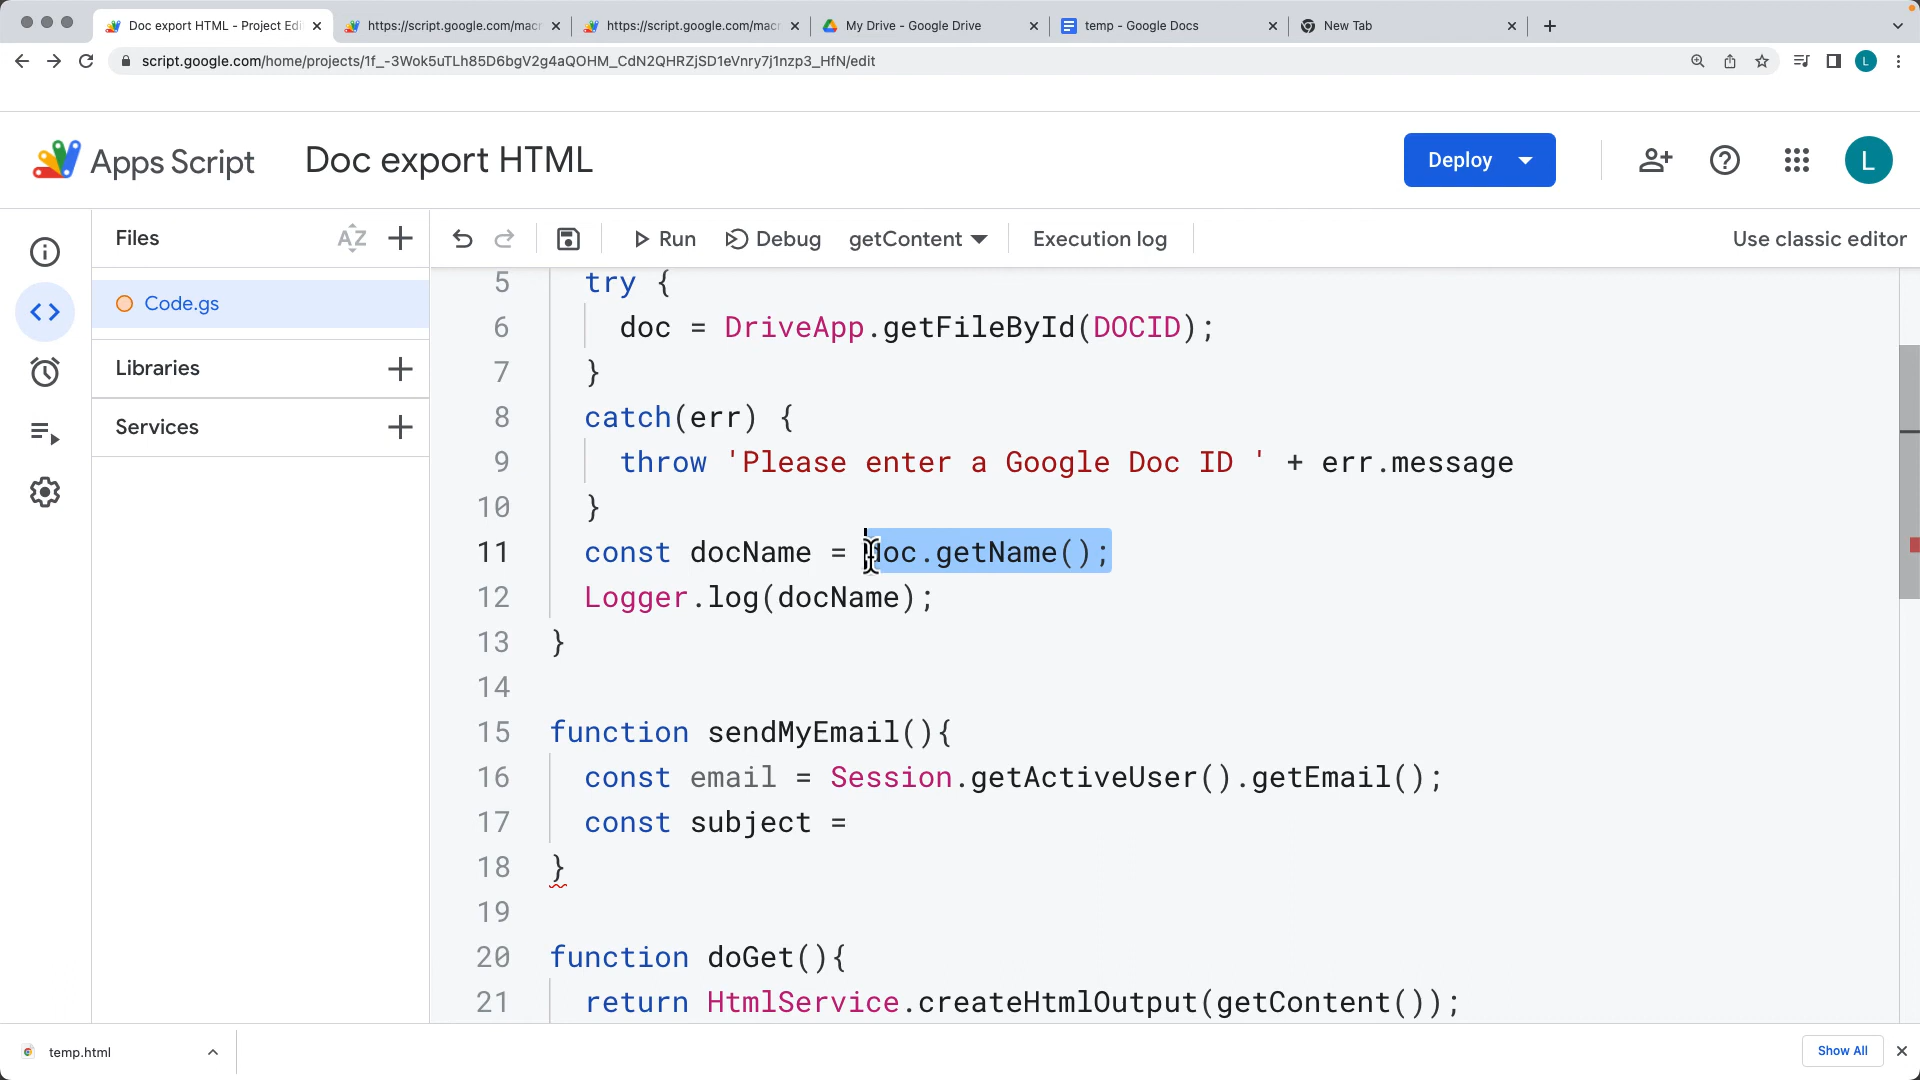 Doc export HTML - Project Edi
https://script.google.com/macr
https://script.google.com/macr
My Drive - Google Drive
temp - Google Docs
New Tab
script.google.com/home/projects/1f_-3Wok5uTLh85D6bgV2g4aQOHM_CdN2QHRZjSD1eVnry7j1nzp3_HfN/edit
L
Apps Script
Doc export HTML
Deploy
L
Files
AZ
Run
Debug
getContent
Execution log
Use classic editor
Code.gs
Libraries
Services
5 try {
6 doc = DriveApp.getFileById(DOCID);
7 }
8 catch(err) {
9 throw 'Please enter a Google Doc ID ' + err.message
10 }
11 const docName = doc.getName();
12 Logger.log(docName);
13 }
14
15 function sendMyEmail(){
16 const email = Session.getActiveUser().getEmail();
17 const subject =
18 }
19
20 function doGet(){
21 return HtmlService.createHtmlOutput(getContent());
temp.html
Show All